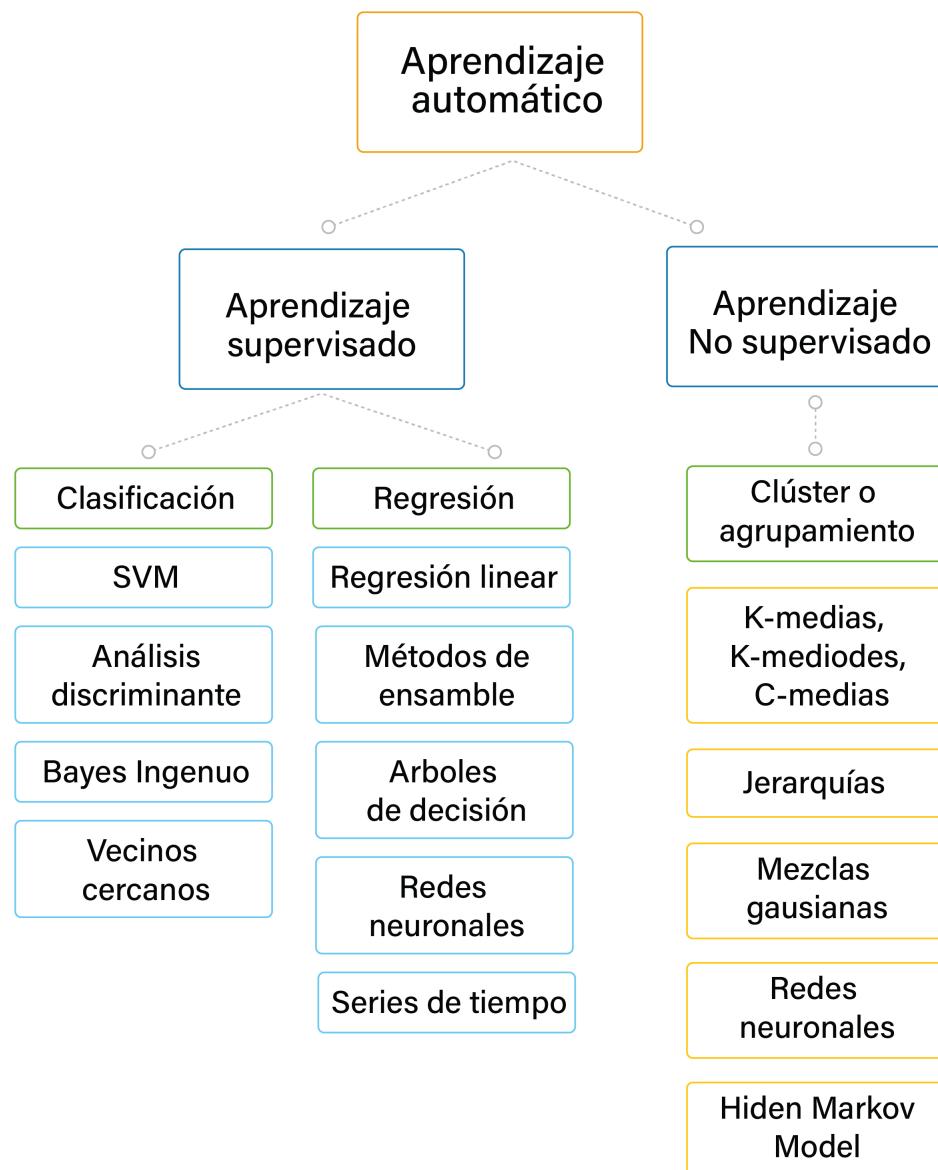 Aprendizaje
automático
Aprendizaje
supervisado
Aprendizaje
No supervisado
Clasificación
SVM
Análisis
discriminante
Bayes Ingenuo
Vecinos
cercanos
Regresión
Regresión linear
Métodos de
ensamble
Arboles
de decisión
Redes
neuronales
Series de tiempo
Clúster o
agrupamiento
K-medias,
K-mediodes,
C-medias
Jerarquías
Mezclas
gausianas
Redes
neuronales
Hiden Markov
Model